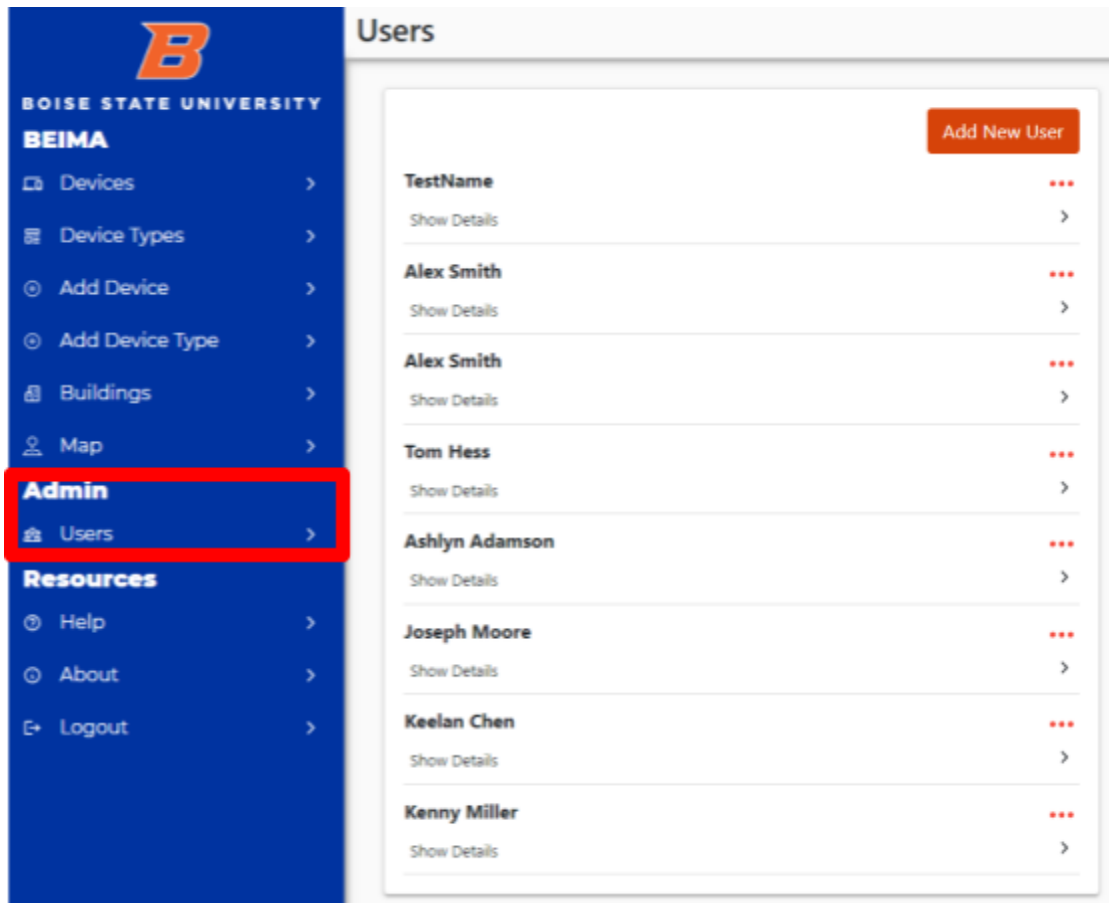 B
BOISE STATE UNIVERSITY
BEIMA
Devices
Device Types
Add Device
Add Device Type
Buildings
Map
Admin
Users
Resources
Help
About
Logout
Users
Add New User
TestName
Show Details
Alex Smith
Show Details
Alex Smith
Show Details
Tom Hess
Show Details
Ashlyn Adamson
Show Details
Joseph Moore
Show Details
Keelan Chen
Show Details
Kenny Miller
Show Details